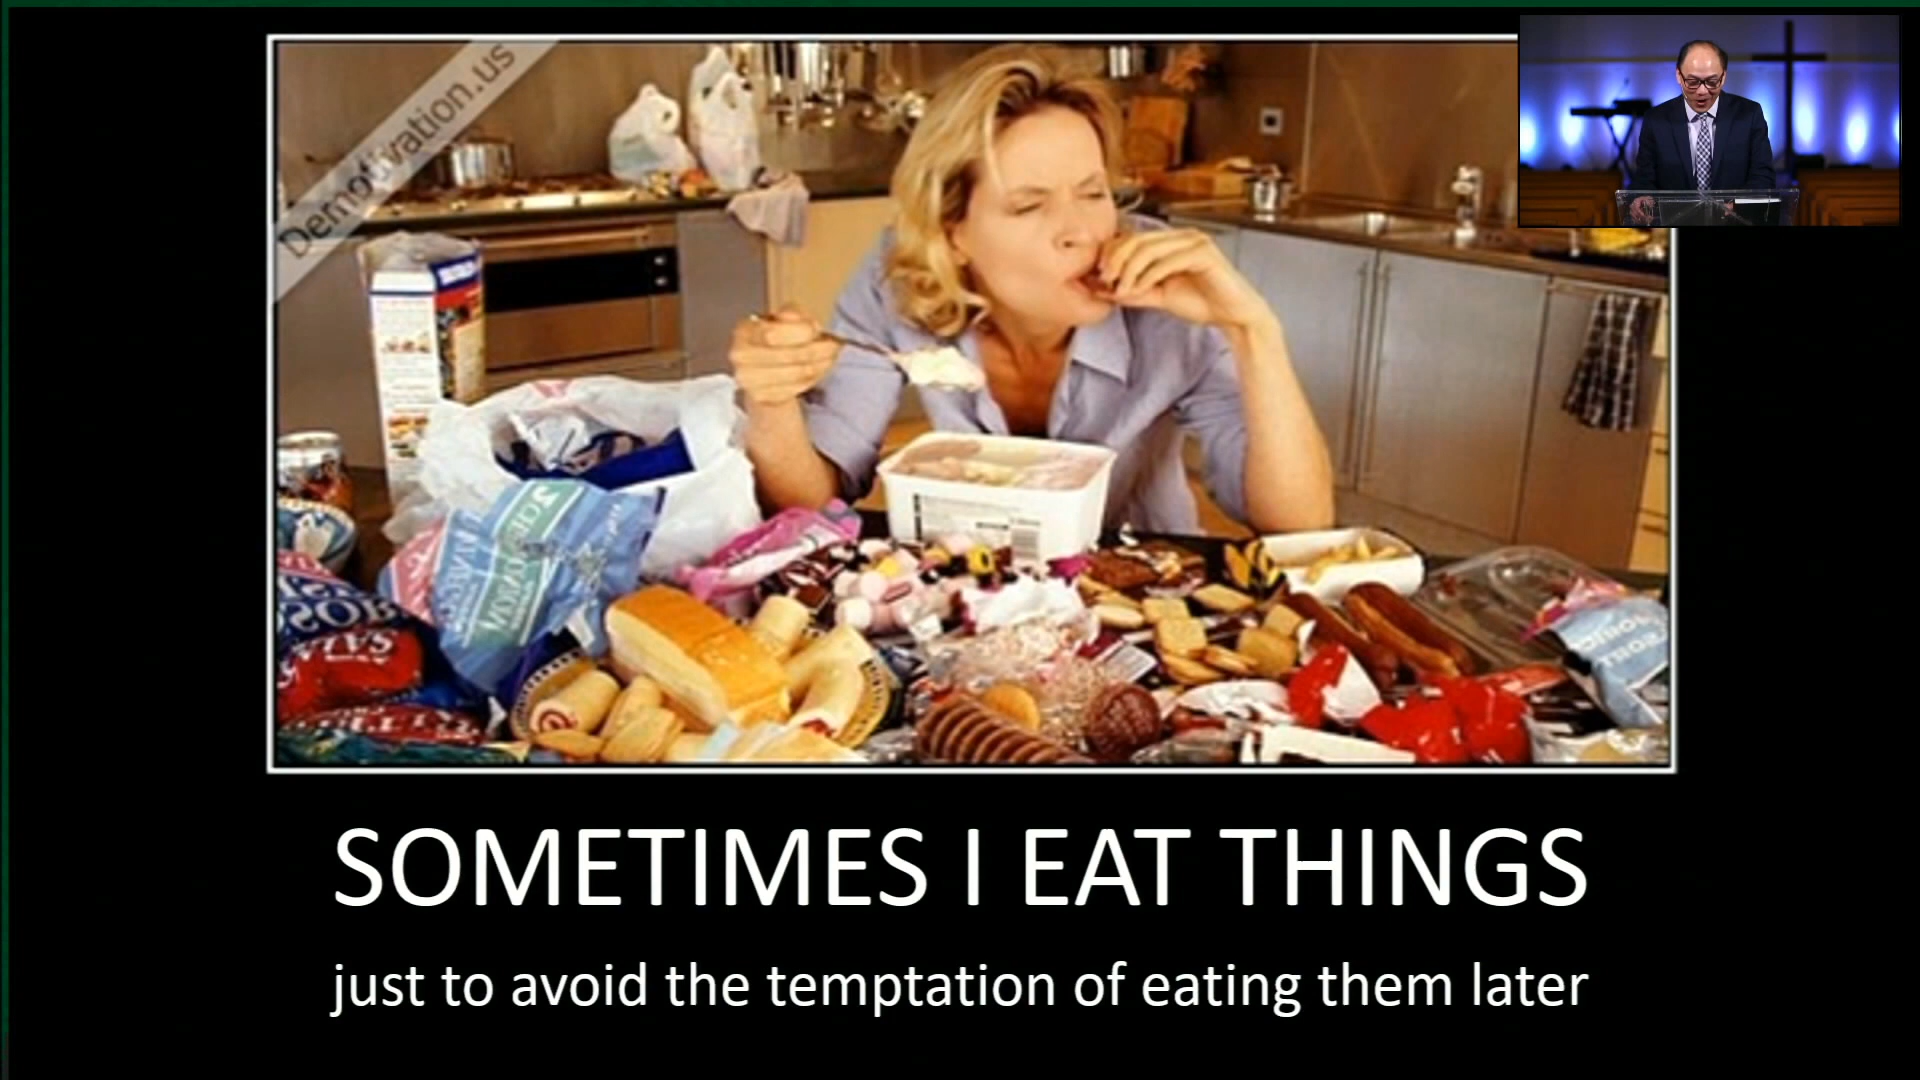 Demotivation.us
SOMETIMES I EAT THINGS
just to avoid the temptation of eating them later